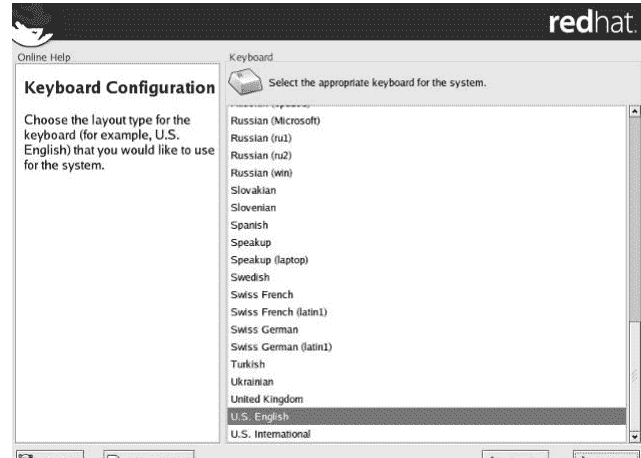 redhat.
Online Help
Keyboard Configuration
Choose the layout type for the
keyboard (for example, U.S.
English) that you would like to use
for the system.
Keyboard
Select the appropriate keyboard for the system.
Russian (Microsoft)
Russian (ru1)
Russian (ru2)
Russian (win)
Slovakian
Slovenian
Spanish
Speakup
Speakup (laptop)
Swedish
Swiss French
Swiss French (latin1)
Swiss German
Swiss German (latin1)
Turkish
Ukrainian
United Kingdom
U.S. English
U.S. International